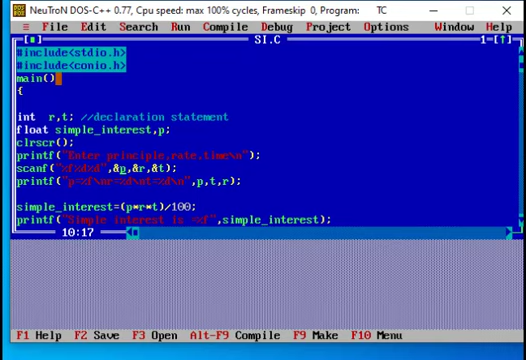 NeuTroN DOS-C++ 0.77, Cpu speed: max 100% cycles, Frameskip 0, Program: TC
≡ File Edit Search Run Compile Debug Project Options Window Help
[■] SI.C 1=[↑]
#include<stdio.h>
#include<conio.h>
main()
{
int r,t; //declaration statement
float simple_interest,p;
clrscr();
printf("Enter principle,rate,time\n");
scanf("%f%d%d",&p,&r,&t);
printf("p=%f\nr=%d\nt=%d\n",p,t,r);
simple_interest=(p*r*t)/100;
printf("Simple interest is =%f",simple_interest);
10:17
F1 Help F2 Save F3 Open Alt-F9 Compile F9 Make F10 Menu